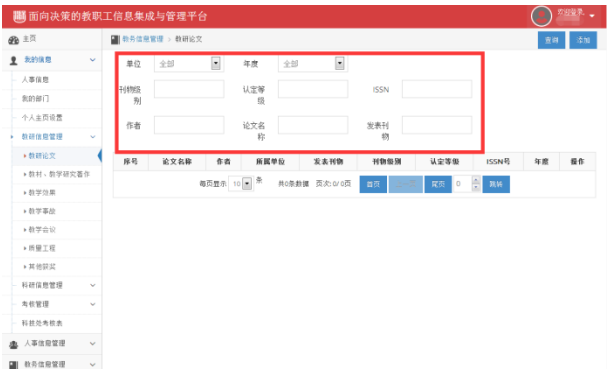 面向决策的教职工信息集成与管理平台
欢迎登录,
主页
教务信息管理 > 教研论文
查询 添加
我的信息
人事信息
我的部门
个人主页设置
教研信息管理
教研论文
教材、教学研究著作
教学效果
教学事故
教学会议
质量工程
其他获奖
科研信息管理
考核管理
科技处考核表
人事信息管理
教务信息管理
单位 全部 年度 全部
刊物级别 认定等级 ISSN
作者 论文名称 发表刊物
序号 论文名称 作者 所属单位 发表刊物 刊物级别 认定等级 ISSN号 年度 操作
每页显示 10 条 共0条数据 页次:0/0页 首页 尾页 0 跳转